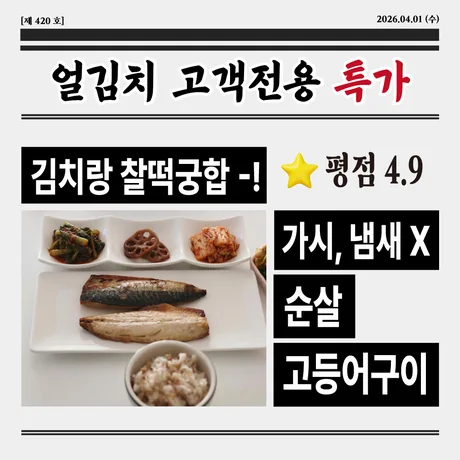 [제 420 호] 2026.04.01 (수)
얼김치 고객전용 특가
김치랑 찰떡궁합 -!
평점 4.9
가시, 냄새 X
순살
고등어구이